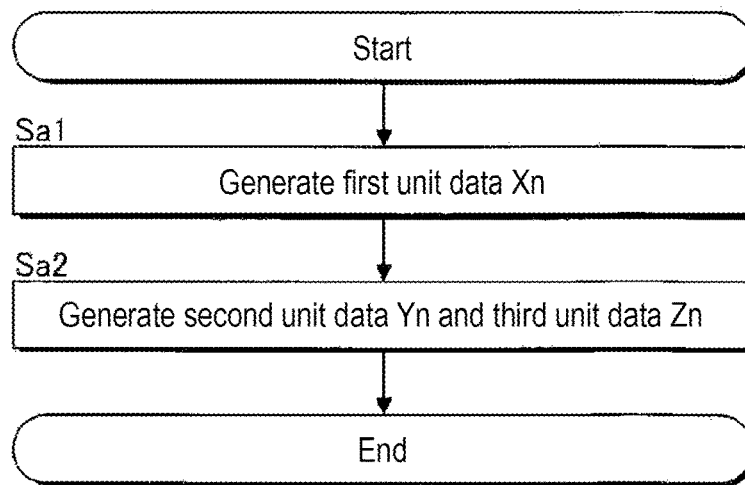 Start
Sa1
Generate first unit data Xn
Sa2
Generate second unit data Yn and third unit data Zn
End